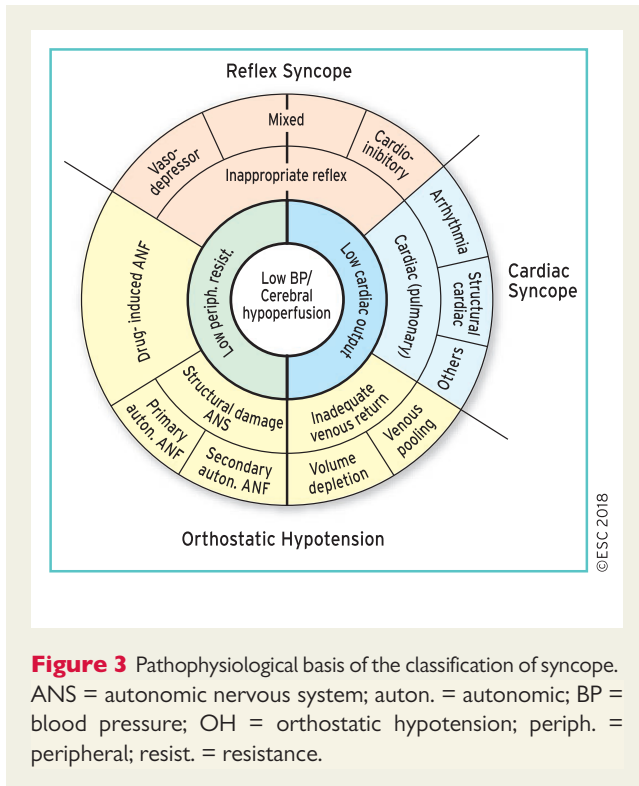 Reflex Syncope
Mixed
Vaso-
depressor
Cardio-
inibitory
Inappropriate reflex
Arrhythmia
Structural
cardiac
Others
Cardiac (pulmonary)
Cardiac
Syncope
Drug- induced ANF
Low periph. resist.
Low BP/
Cerebral
hypoperfusion
Low cardiac output
Structural damage
ANS
Inadequate
venous return
Primary
auton. ANF
Secondary
auton. ANF
Volume
depletion
Venous
pooling
Orthostatic Hypotension
©ESC 2018
Figure 3 Pathophysiological basis of the classification of syncope.
ANS = autonomic nervous system; auton. = autonomic; BP =
blood pressure; OH = orthostatic hypotension; periph. =
peripheral; resist. = resistance.